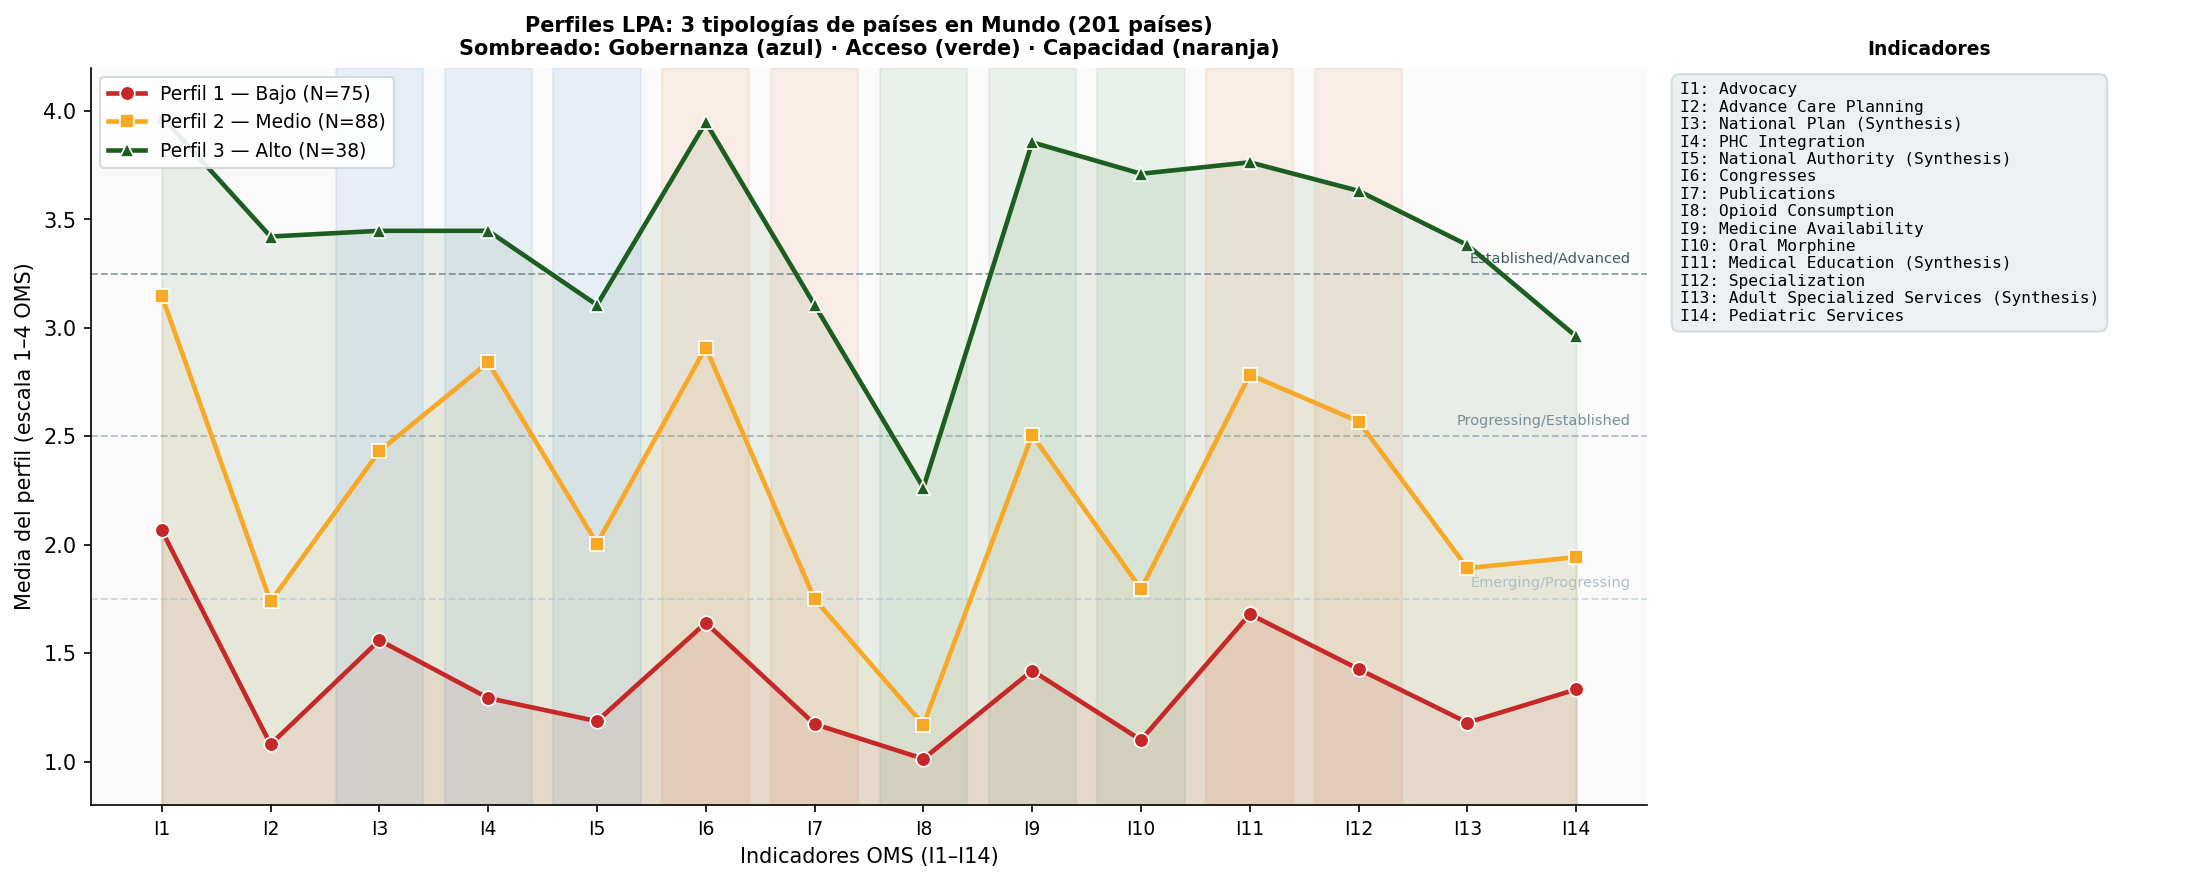 Perfiles LPA: 3 tipologías de países en Mundo (201 países)
Sombreado: Gobernanza (azul) · Acceso (verde) · Capacidad (naranja)
Perfil 1 — Bajo (N=75)
Perfil 2 — Medio (N=88)
Perfil 3 — Alto (N=38)
Media del perfil (escala 1–4 OMS)
4.0
3.5
3.0
2.5
2.0
1.5
1.0
Established/Advanced
Progressing/Established
Emerging/Progressing
I1 I2 I3 I4 I5 I6 I7 I8 I9 I10 I11 I12 I13 I14
Indicadores OMS (I1–I14)
Indicadores
I1: Advocacy
I2: Advance Care Planning
I3: National Plan (Synthesis)
I4: PHC Integration
I5: National Authority (Synthesis)
I6: Congresses
I7: Publications
I8: Opioid Consumption
I9: Medicine Availability
I10: Oral Morphine
I11: Medical Education (Synthesis)
I12: Specialization
I13: Adult Specialized Services (Synthesis)
I14: Pediatric Services